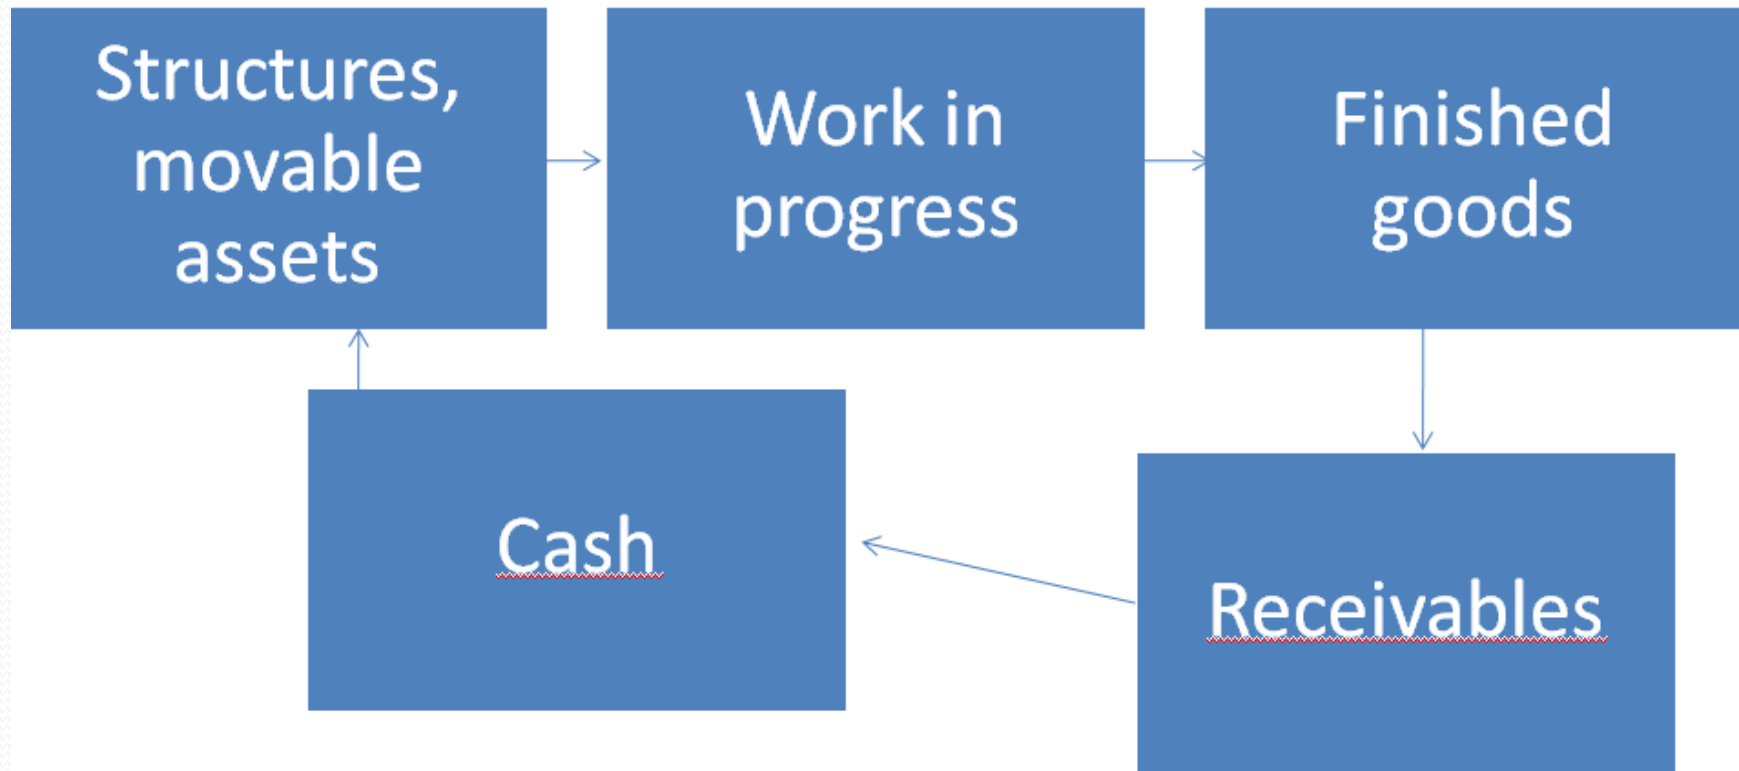 Structures,
movable
assets
Work in
progress
Finished
goods
Cash
Receivables